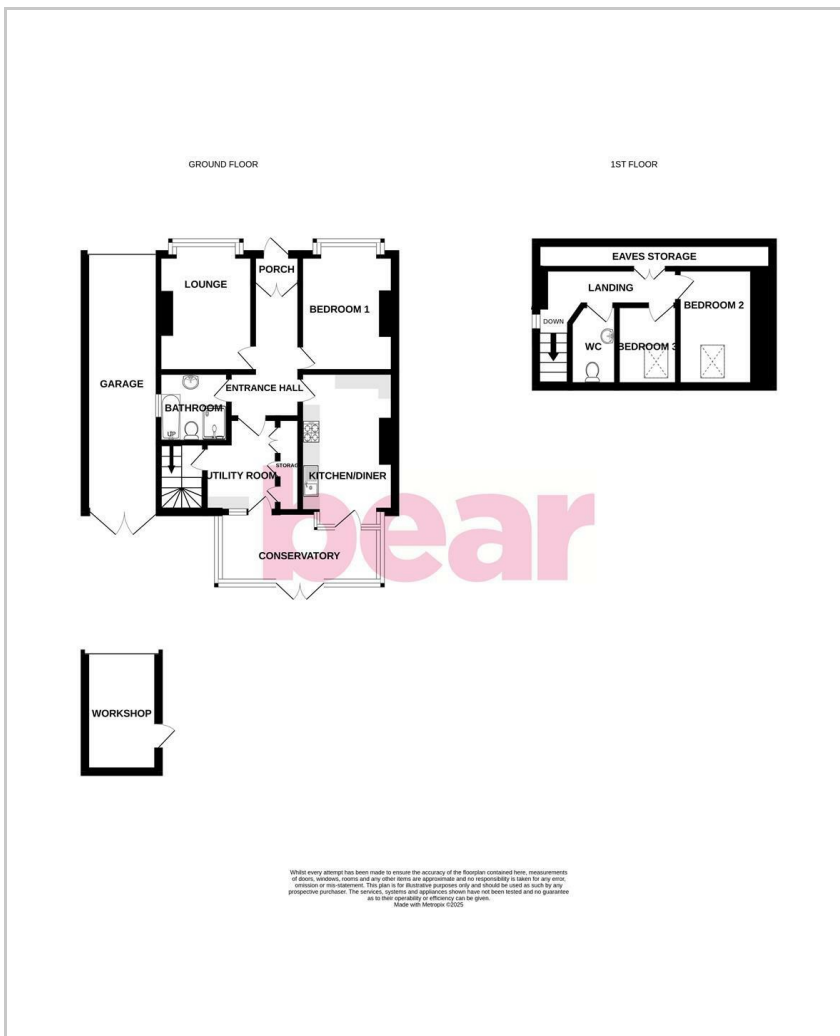 GROUND FLOOR
1ST FLOOR
EAVES STORAGE
LANDING
BEDROOM 2
DOWN
WC
BEDROOM 3
PORCH
LOUNGE
BEDROOM 1
GARAGE
ENTRANCE HALL
BATHROOM
STORAGE
UTILITY ROOM
KITCHEN/DINER
bear
CONSERVATORY
WORKSHOP
Whilst every attempt has been made to ensure the accuracy of the floorplan contained here, measurements
of doors, windows, rooms and any other items are approximate and no responsibility is taken for any error,
omission or mis-statement. This plan is for illustrative purposes only and should be used as such by any
prospective purchaser. The services, systems and appliances shown have not been tested and no guarantee
as to their operability or efficiency can be given.
Made with Metropix ©2025